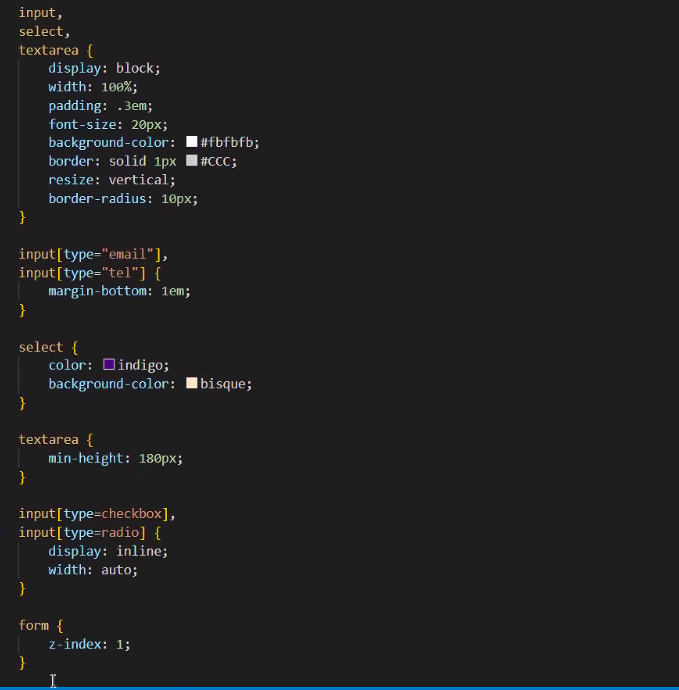 input,
select,
textarea {
display: block;
width: 100%;
padding: .3em;
font-size: 20px;
background-color: #fbfbfb;
border: solid 1px #CCC;
resize: vertical;
border-radius: 10px;
}
input[type="email"],
input[type="tel"] {
margin-bottom: 1em;
}
select {
color: indigo;
background-color: bisque;
}
textarea {
min-height: 180px;
}
input[type=checkbox],
input[type=radio] {
display: inline;
width: auto;
}
form {
z-index: 1;
}